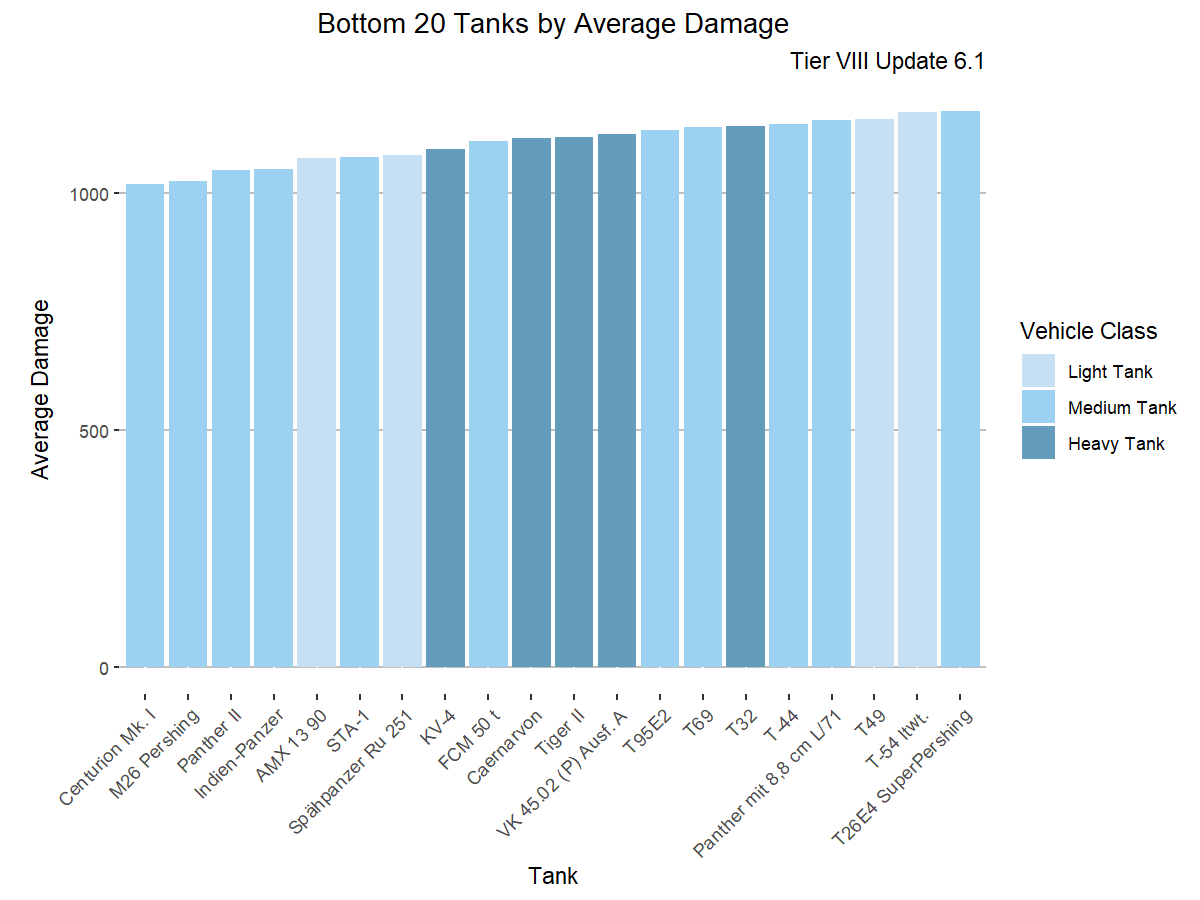 Bottom 20 Tanks by Average Damage
Tier VIII Update 6.1
Average Damage
1000
500
0
Centurion Mk. I
M26 Pershing
Panther II
Indien-Panzer
AMX 13 90
STA-1
Spähpanzer Ru 251
KV-4
FCM 50 t
Caernarvon
Tiger II
VK 45.02 (P) Ausf. A
T95E2
T69
T32
T-44
Panther mit 8,8 cm L/71
T49
T-54 ltwt.
T26E4 SuperPershing
Tank
Vehicle Class
Light Tank
Medium Tank
Heavy Tank